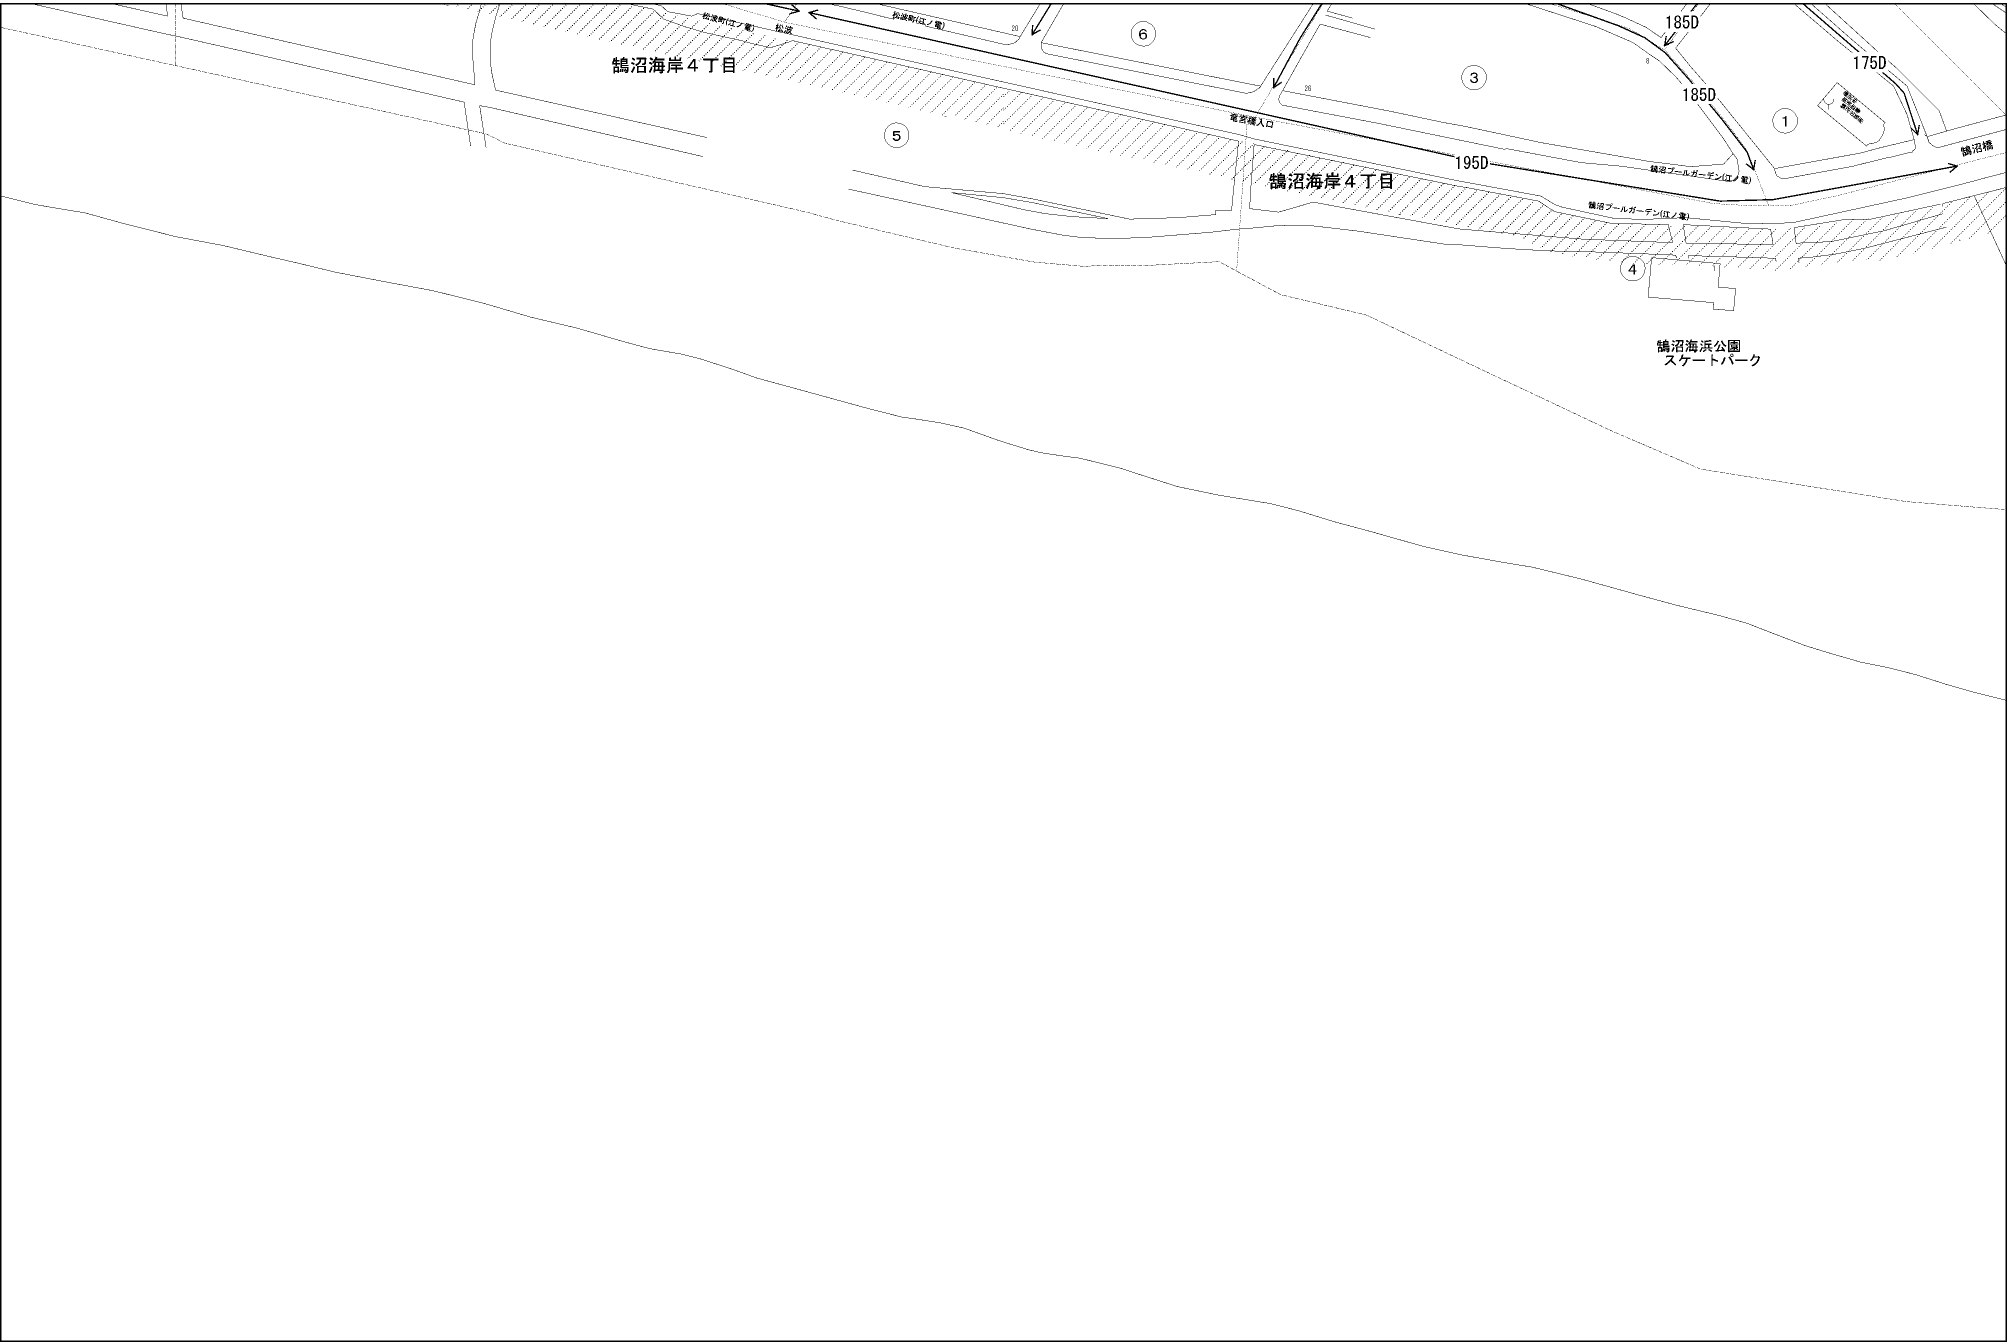 松波町(江ノ電)
松波
松波町(江ノ電)
20
6
185D
175D
鵠沼海岸4丁目
3
8
185D
26
5
竜宮橋入口
1
鵠沼橋
195D
鵠沼プールガーデン(江ノ電)
鵠沼海岸4丁目
鵠沼プールガーデン(江ノ電)
4
1
鵠沼海浜公園
スケートパーク